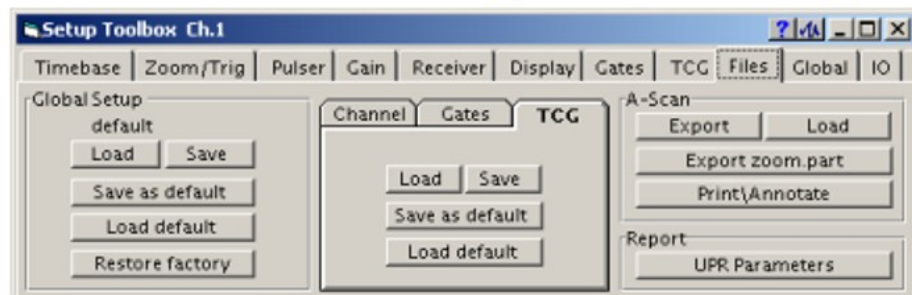 Setup Toolbox Ch.1
Timebase Zoom/Trig Pulser Gain Receiver Display Gates TCG Files Global IO
Global Setup
default
Load Save
Save as default
Load default
Restore factory
Channel Gates TCG
Load Save
Save as default
Load default
A-Scan
Export Load
Export zoom.part
Print\Annotate
Report
UPR Parameters